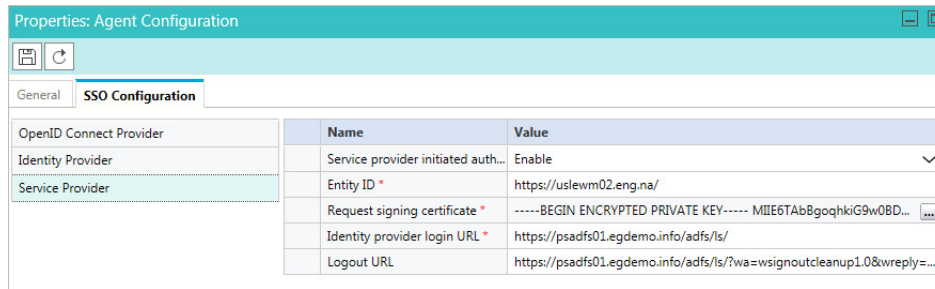 Properties: Agent Configuration
General SSO Configuration
OpenID Connect Provider
Identity Provider
Service Provider
Name Value
Service provider initiated auth... Enable
Entity ID * https://uslewm02.eng.na/
Request signing certificate * -----BEGIN ENCRYPTED PRIVATE KEY----- MIIE6TAbBgoqhkiG9w0BD... ...
Identity provider login URL * https://psadfs01.egdemo.info/adfs/ls/
Logout URL https://psadfs01.egdemo.info/adfs/ls/?wa=wsignoutcleanup1.0&wreply=...